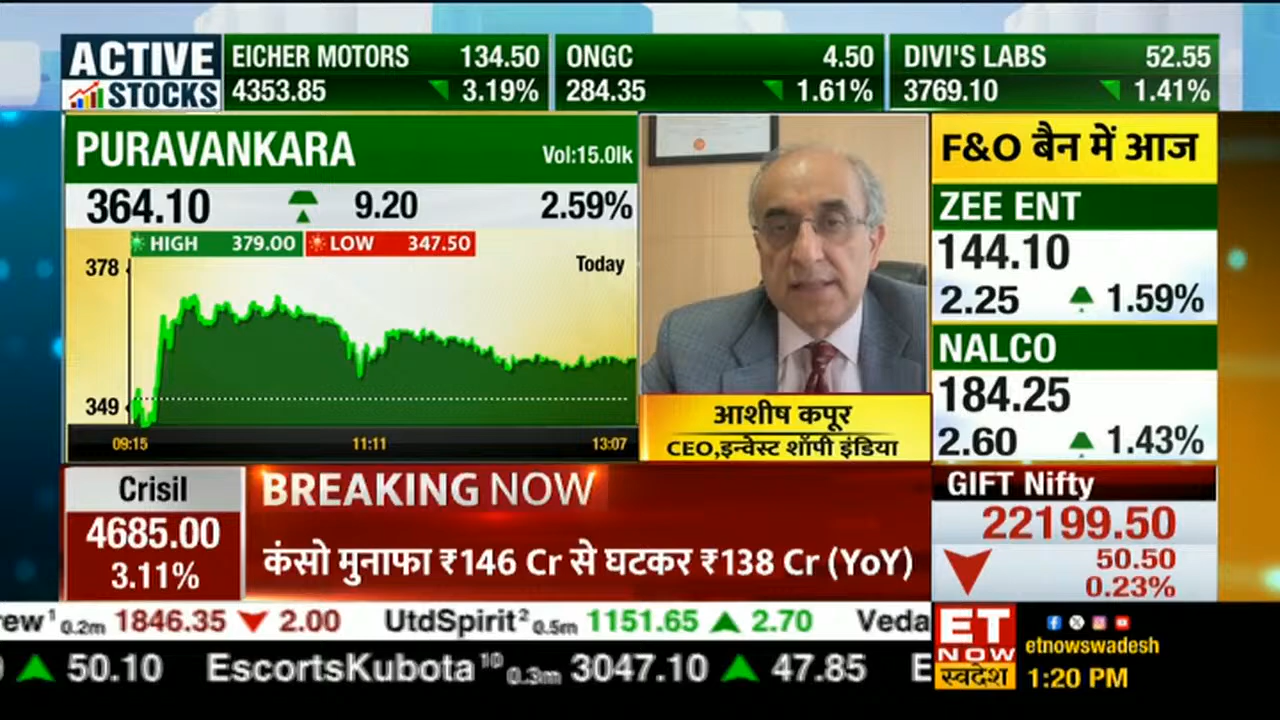 ACTIVE STOCKS
EICHER MOTORS 134.50
4353.85 3.19%
ONGC 4.50
284.35 1.61%
DIVI'S LABS 52.55
3769.10 1.41%
PURAVANKARA Vol:15.0lk
364.10 9.20 2.59%
HIGH 379.00 LOW 347.50
Today
378
349
09:15 11:11 13:07
आशीष कपूर
CEO,इन्वेस्ट शॉपी इंडिया
F&O बैन में आज
ZEE ENT
144.10
2.25 1.59%
NALCO
184.25
2.60 1.43%
Crisil
4685.00
3.11%
BREAKING NOW
कंसो मुनाफा ₹146 Cr से घटकर ₹138 Cr (YoY)
GIFT Nifty
22199.50
50.50
0.23%
rew¹ 0.2m 1846.35 2.00 UtdSpirit² 0.5m 1151.65 2.70 Veda
50.10 EscortsKubota¹⁰ 0.3m 3047.10 47.85 E
ET
NOW
स्वदेश
etnowswadesh
1:20 PM